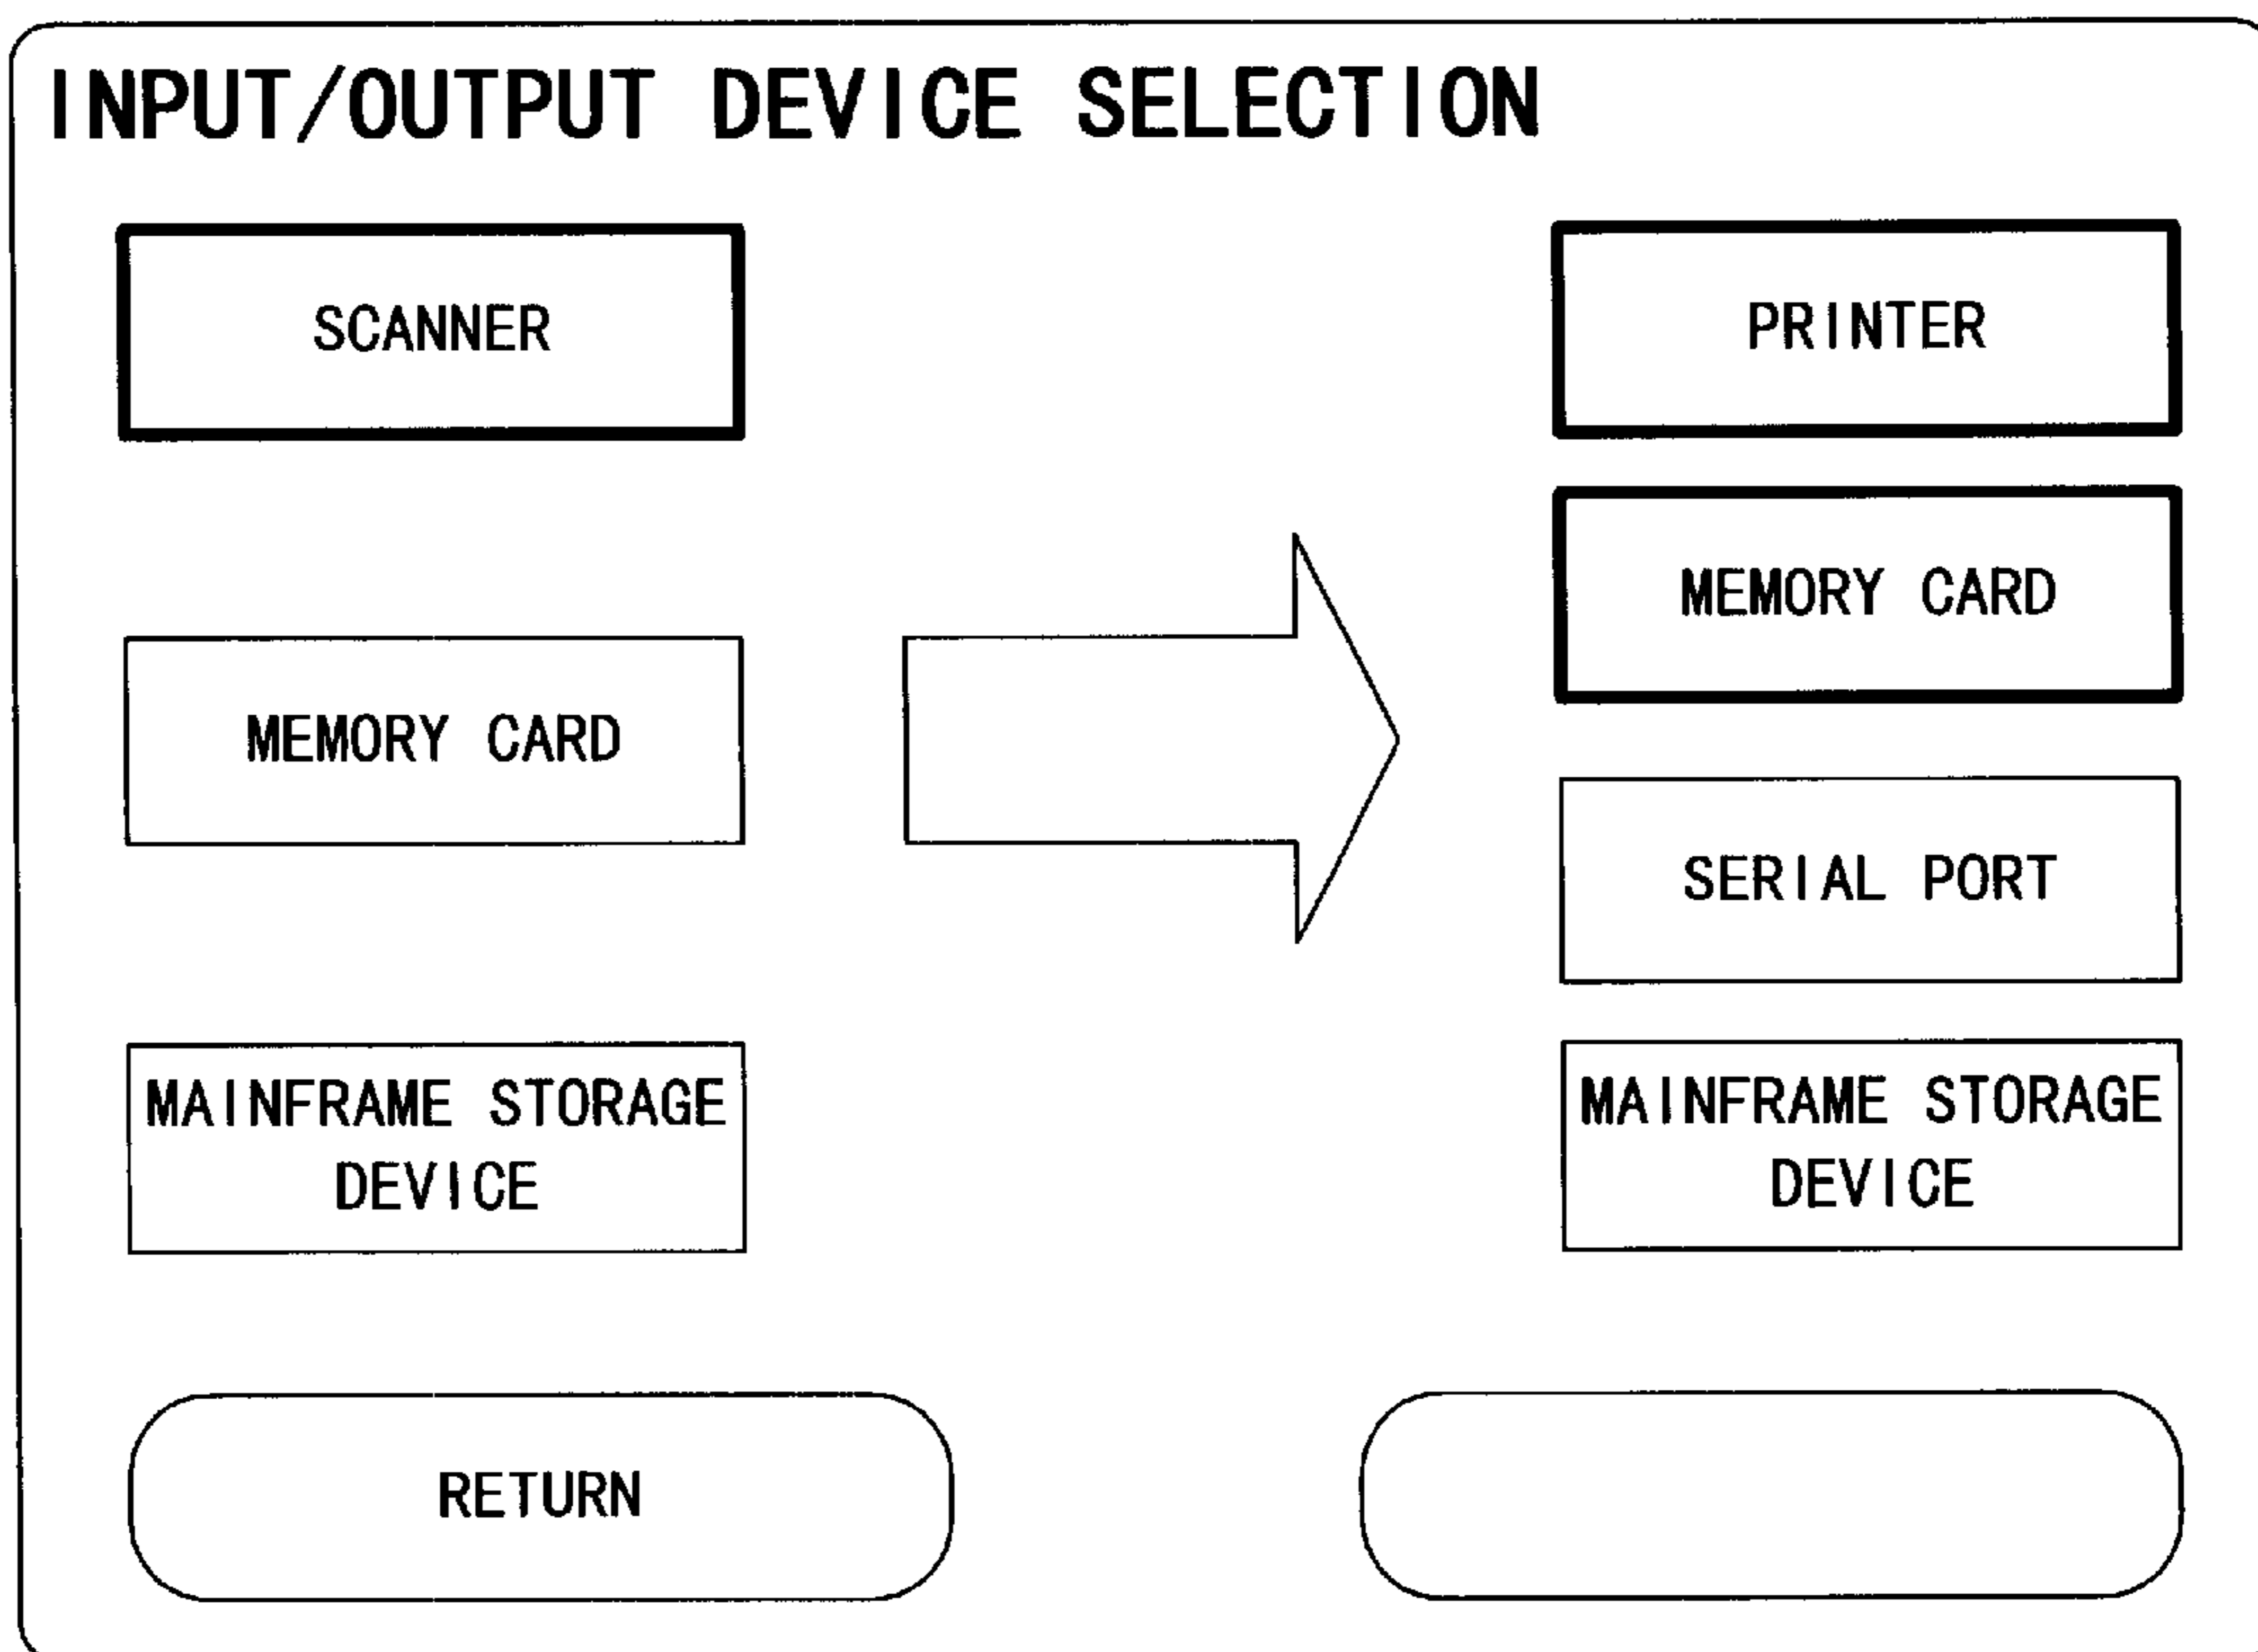 INPUT/OUTPUT DEVICE SELECTION
SCANNER
PRINTER
MEMORY CARD
MEMORY CARD
SERIAL PORT
MAINFRAME STORAGE
DEVICE
MAINFRAME STORAGE
DEVICE
RETURN